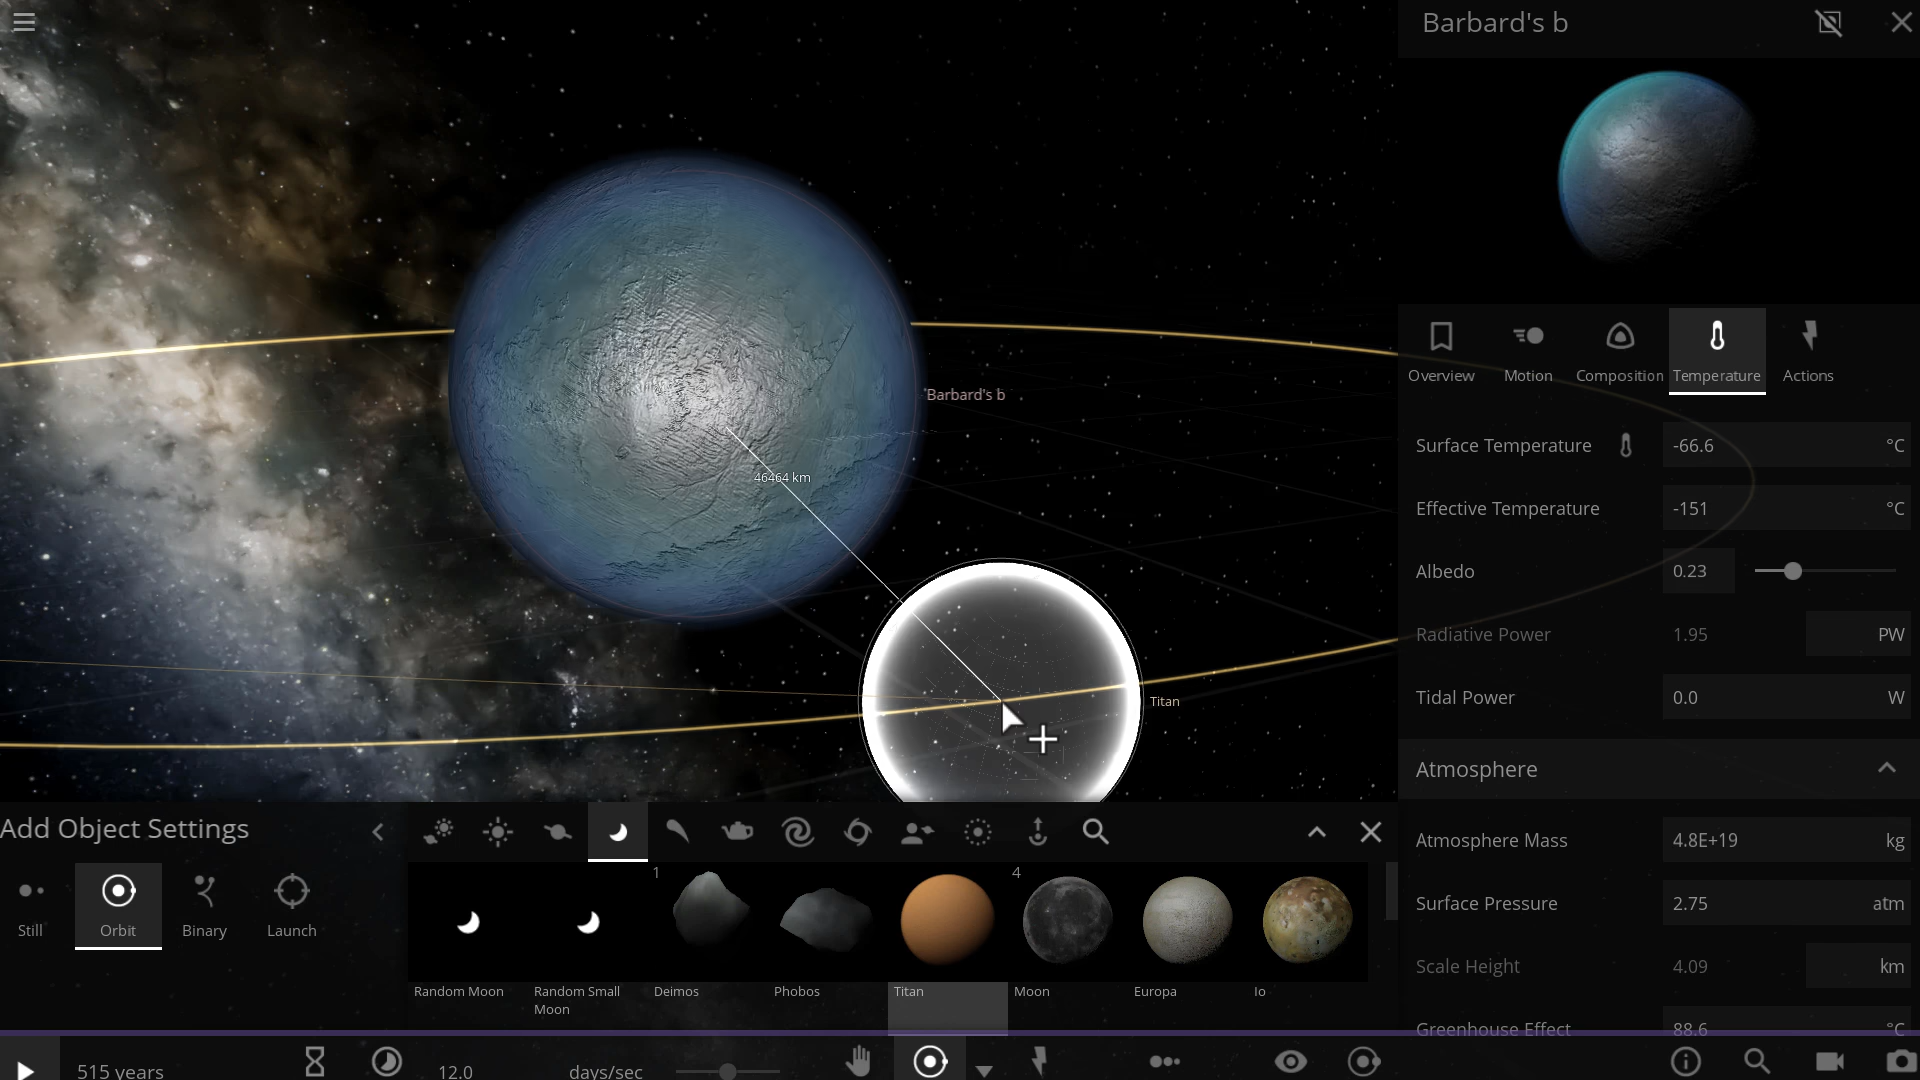 Barbard's b
Barbard's b
46464 km
Titan
Overview
Motion
Composition
Temperature
Actions
Surface Temperature -66.6 °C
Effective Temperature -151 °C
Albedo 0.23
Radiative Power 1.95 PW
Tidal Power 0.0 W
Atmosphere
Atmosphere Mass 4.8E+19 kg
Surface Pressure 2.75 atm
Scale Height 4.09 km
Greenhouse Effect 88.6 °C
Add Object Settings
Still
Orbit
Binary
Launch
1
4
Random Moon
Random Small
Moon
Deimos
Phobos
Titan
Moon
Europa
Io
515 years
12.0 days/sec